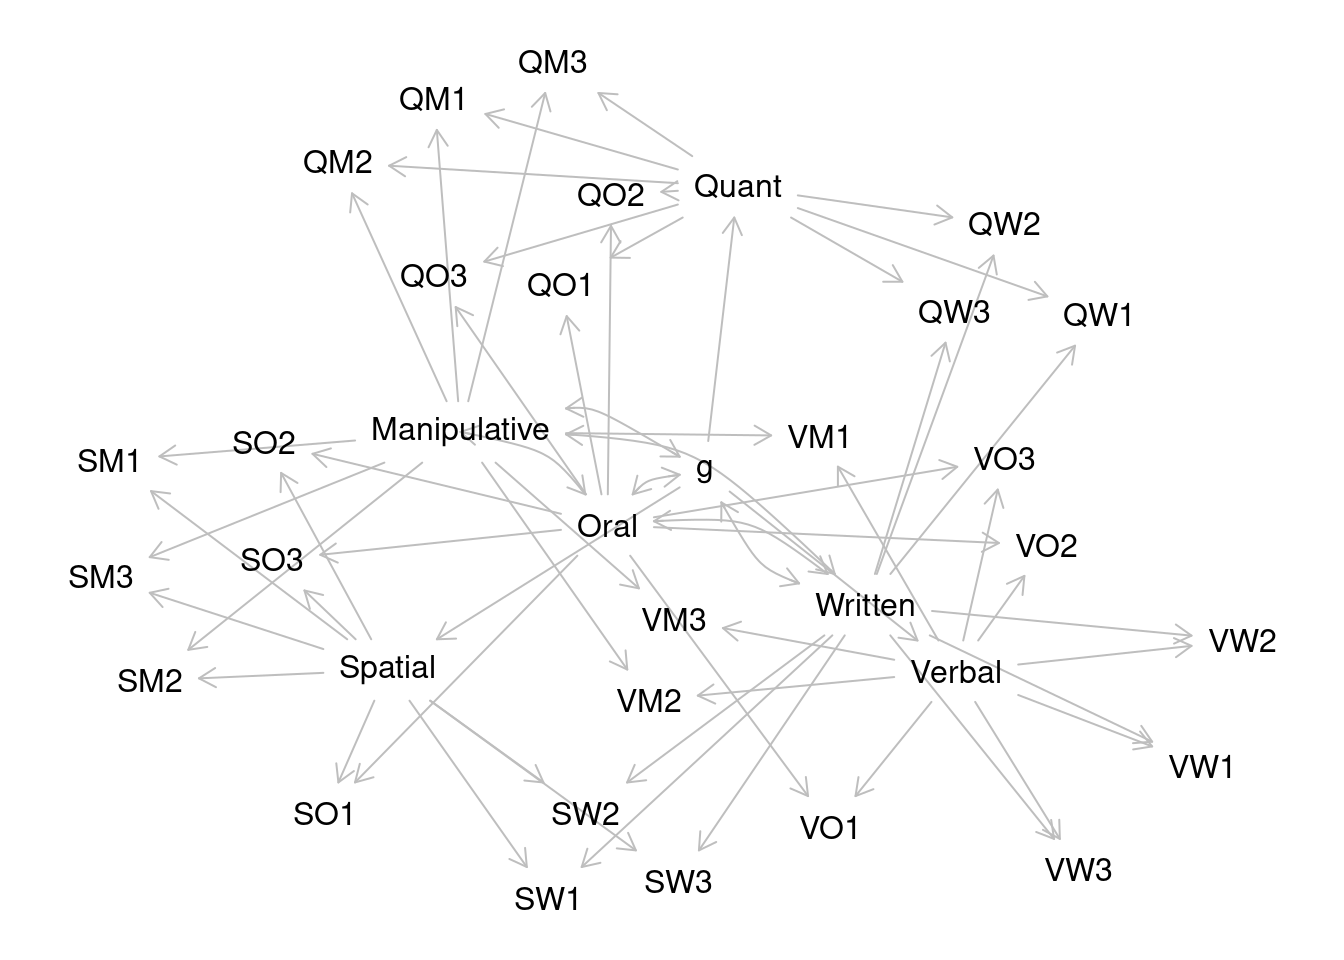 QM3
QM1
QM2
Quant
QO2
QW2
QO3
QO1
QW3
QW1
Manipulative
VM1
SO2
SM1
VO3
g
Oral
VO2
SO3
SM3
Written
VM3
VW2
Spatial
Verbal
SM2
VM2
VW1
SO1
SW2
VO1
VW3
SW3
SW1